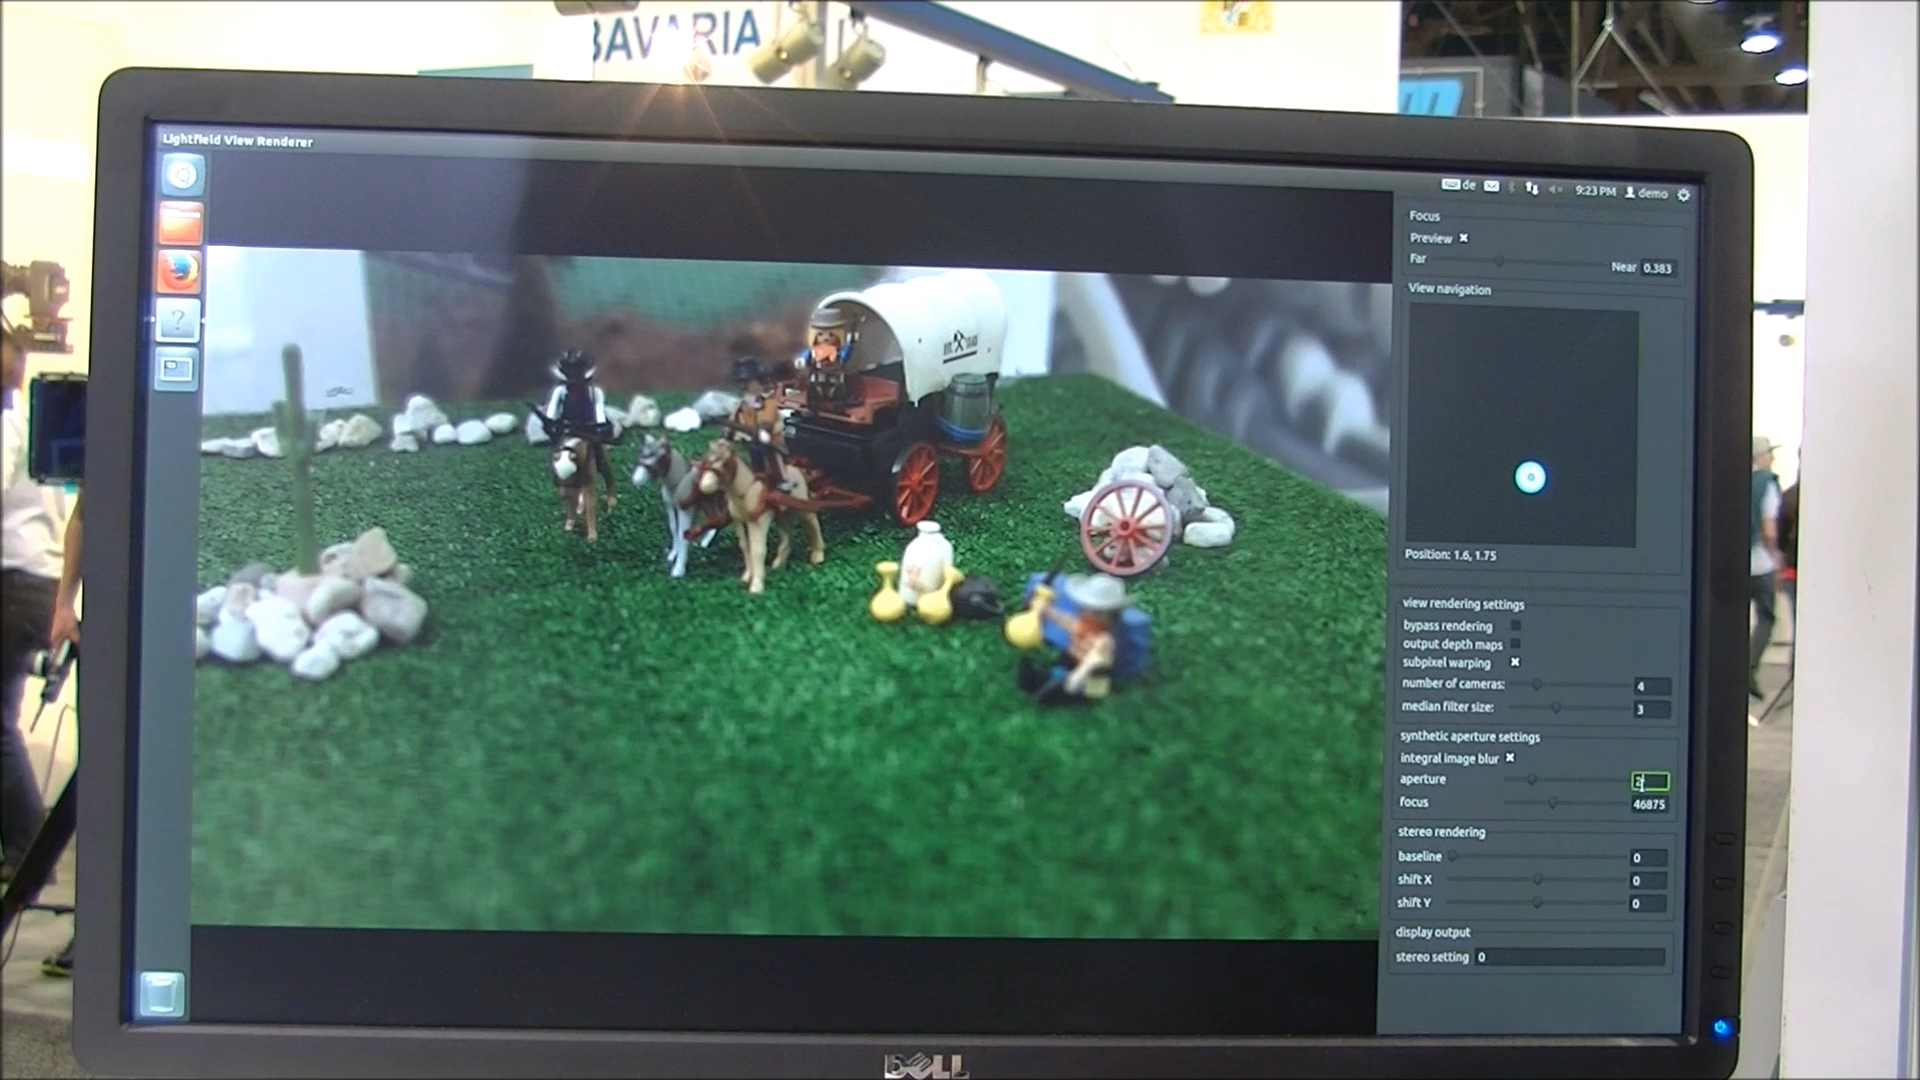 BAVARIA
Lightfield View Renderer
de 9:23 PM demo
Focus
Preview
Far Near 0.383
View navigation
Position: 1.6, 1.75
view rendering settings
bypass rendering
output depth maps
subpixel warping
number of cameras: 4
median filter size: 3
synthetic aperture settings
integral image blur
aperture 2
focus 46875
stereo rendering
baseline 0
shift X 0
shift Y 0
display output
stereo setting 0
DELL